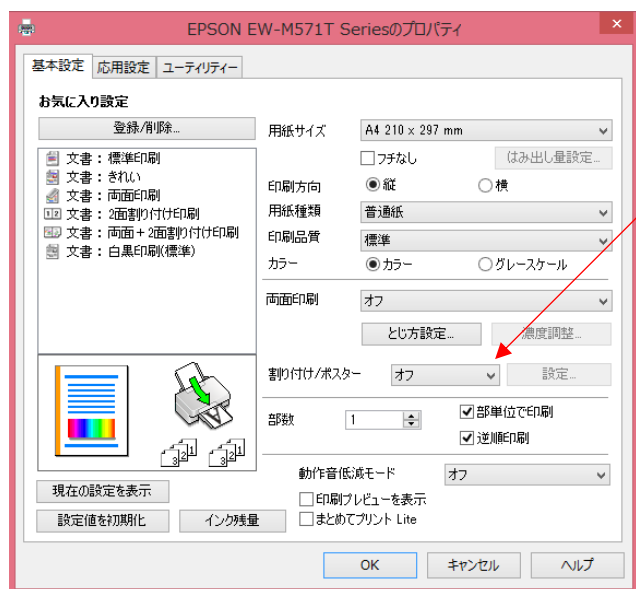 EPSON EW-M571T Seriesのプロパティ
×
基本設定 応用設定 ユーティリティー
お気に入り設定
登録/削除...
文書：標準印刷
文書：きれい
文書：両面印刷
文書：2面割り付け印刷
文書：両面+2面割り付け印刷
文書：白黒印刷(標準)
用紙サイズ A4 210 x 297 mm
フチなし はみ出し量設定...
印刷方向 縦 横
用紙種類 普通紙
印刷品質 標準
カラー カラー グレースケール
両面印刷 オフ
とじ方設定... 濃度調整...
割り付け/ポスター オフ 設定...
部数 1 部単位で印刷
逆順印刷
321 321
動作音低減モード オフ
現在の設定を表示
印刷プレビューを表示
設定値を初期化 インク残量 まとめてプリント Lite
OK キャンセル ヘルプ